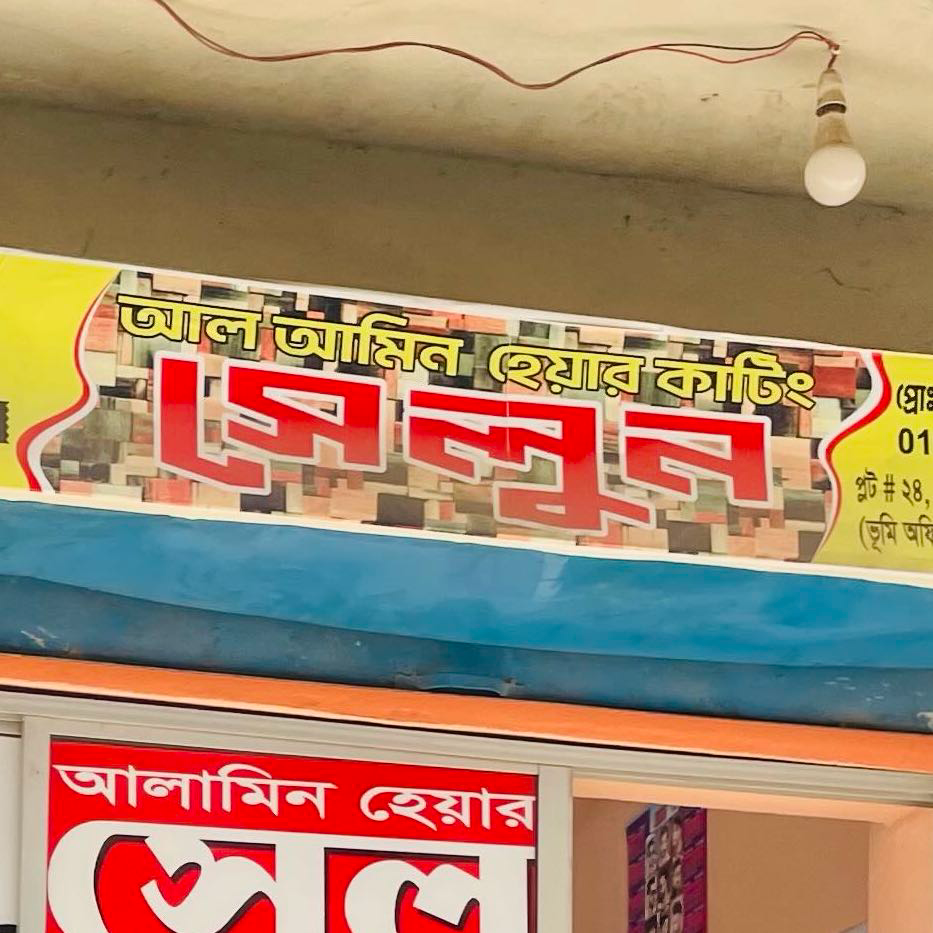 আল আমিন হেয়ার কাটিং
সেলুন
01
প্লট # ২৪,
(ভূমি
আলামিন হেয়ার